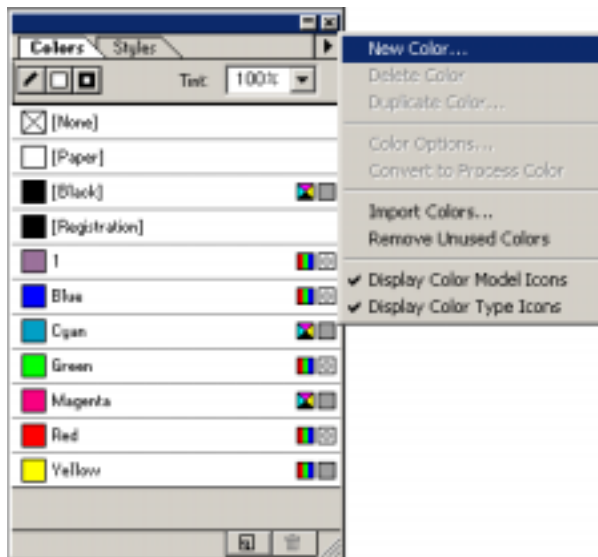 Colors Styles
Tint: 100%
[None]
[Paper]
[Black]
[Registration]
1
Blue
Cyan
Green
Magenta
Red
Yellow
New Color...
Delete Color
Duplicate Color...
Color Options...
Convert to Process Color
Import Colors...
Remove Unused Colors
Display Color Model Icons
Display Color Type Icons